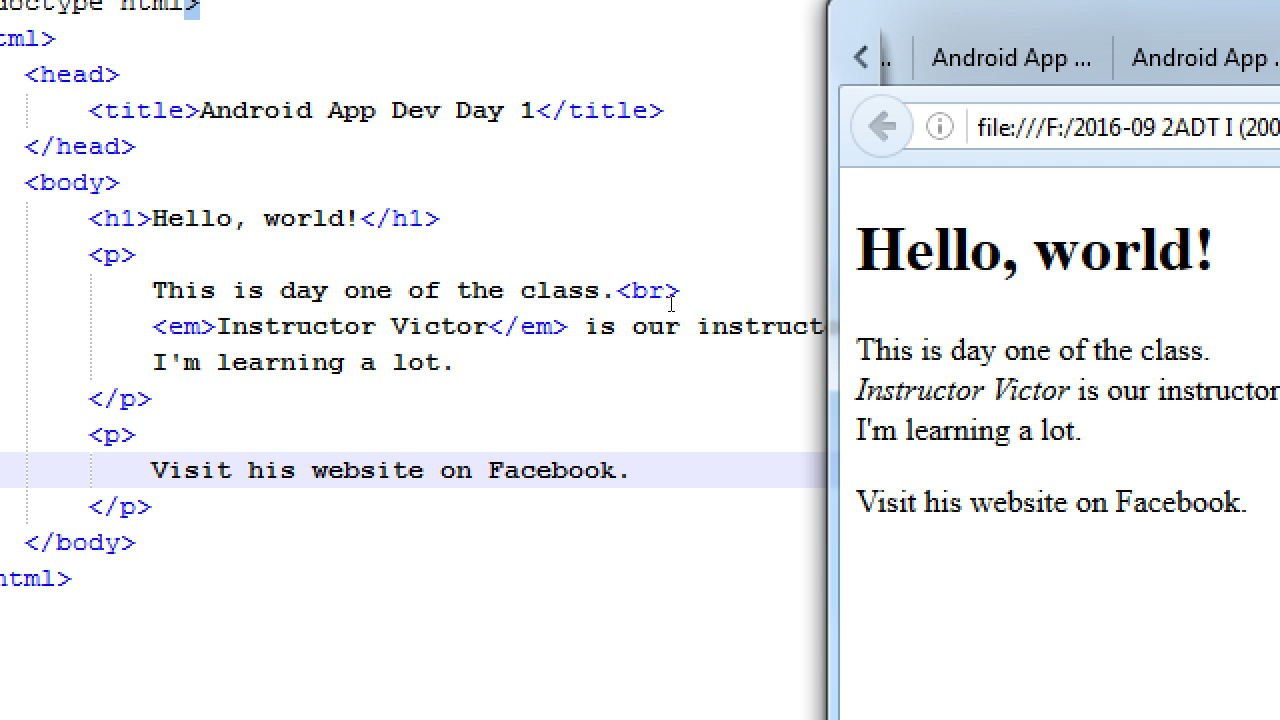 doctype html>
tml>
<head>
<title>Android App Dev Day 1</title>
</head>
<body>
<h1>Hello, world!</h1>
<p>
This is day one of the class.<br>
<em>Instructor Victor</em> is our instruct
I'm learning a lot.
</p>
<p>
Visit his website on Facebook.
</p>
</body>
html>
.. Android App ... Android App .
file:///F:/2016-09 2ADT I (200
Hello, world!
This is day one of the class.
Instructor Victor is our instructor
I'm learning a lot.
Visit his website on Facebook.